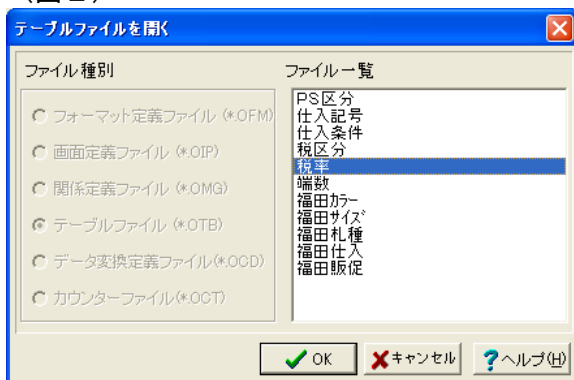 テーブルファイルを開く
ファイル種別
フォーマット定義ファイル (*.OFM)
画面定義ファイル (*.OIP)
関係定義ファイル (*.OMG)
テーブルファイル (*.OTB)
データ変換定義ファイル(*.OCD)
カウンターファイル(*.OCT)
ファイル一覧
PS区分
仕入記号
仕入条件
税区分
税率
端数
福田ｶﾗｰ
福田ｻｲｽﾞ
福田札種
福田仕入
福田販促
OK
キャンセル
ヘルプ(H)